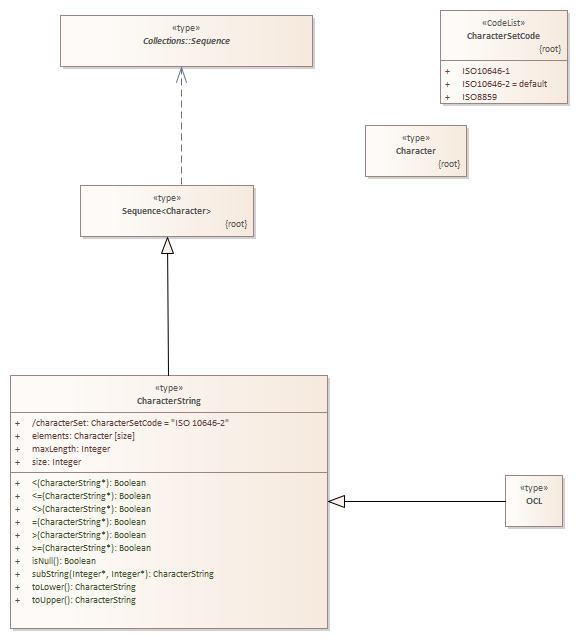 «type»
Collections::Sequence
«CodeList»
CharacterSetCode
{root}
+ ISO10646-1
+ ISO10646-2 = default
+ ISO8859
«type»
Character
{root}
«type»
Sequence<Character>
{root}
«type»
CharacterString
+ /characterSet: CharacterSetCode = "ISO 10646-2"
+ elements: Character [size]
+ maxLength: Integer
+ size: Integer
+ <(CharacterString*): Boolean
+ <=(CharacterString*): Boolean
+ <>(CharacterString*): Boolean
+ =(CharacterString*): Boolean
+ >(CharacterString*): Boolean
+ >=(CharacterString*): Boolean
+ isNull(): Boolean
+ subString(Integer*, Integer*): CharacterString
+ toLower(): CharacterString
+ toUpper(): CharacterString
«type»
OCL